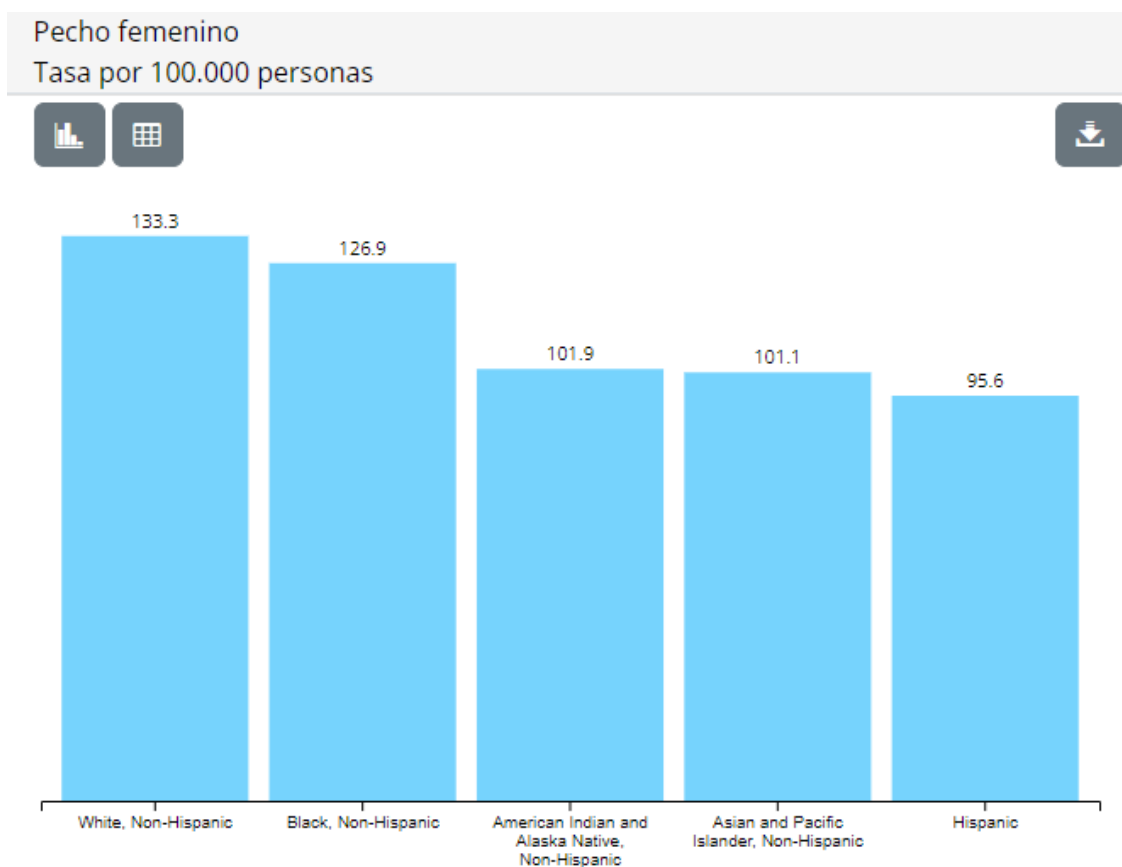 Pecho femenino
Tasa por 100.000 personas
133.3
126.9
101.9
101.1
95.6
White, Non-Hispanic
Black, Non-Hispanic
American Indian and
Alaska Native,
Non-Hispanic
Asian and Pacific
Islander, Non-Hispanic
Hispanic